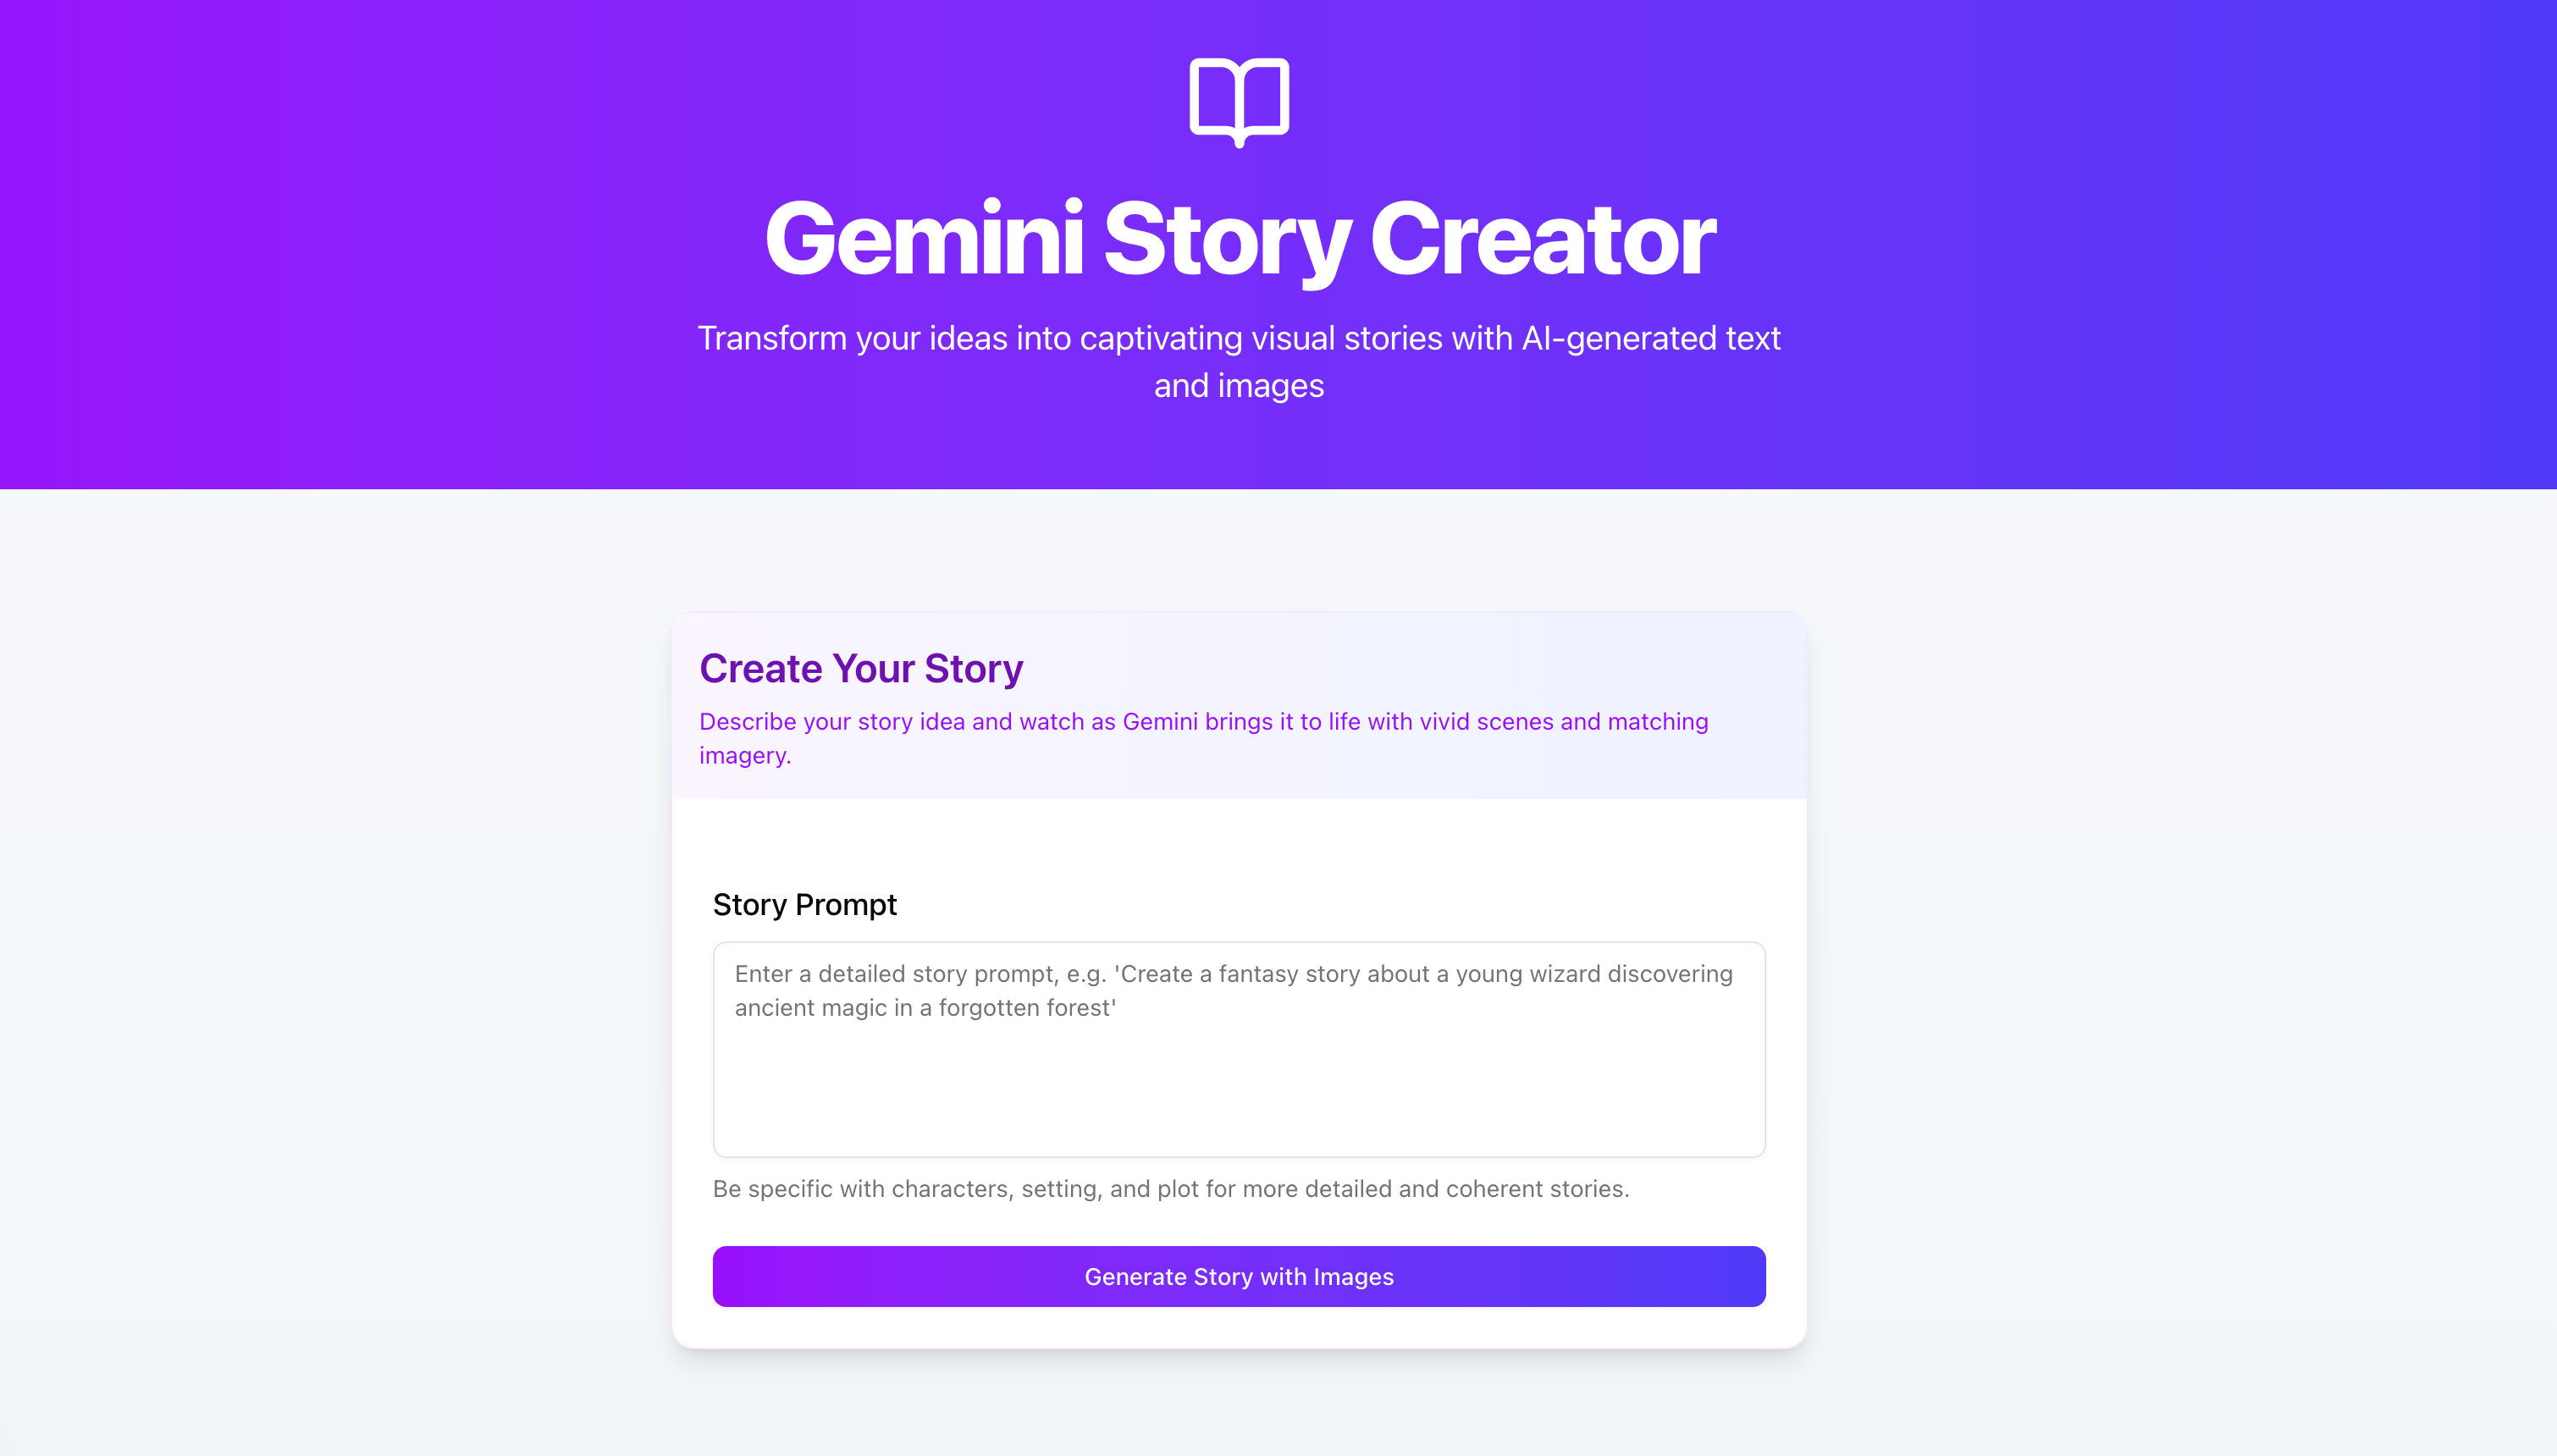 Gemini Story Creator
Transform your ideas into captivating visual stories with AI-generated text
and images
Create Your Story
Describe your story idea and watch as Gemini brings it to life with vivid scenes and matching
imagery.
Story Prompt
Enter a detailed story prompt, e.g. 'Create a fantasy story about a young wizard discovering
ancient magic in a forgotten forest'
Be specific with characters, setting, and plot for more detailed and coherent stories.
Generate Story with Images